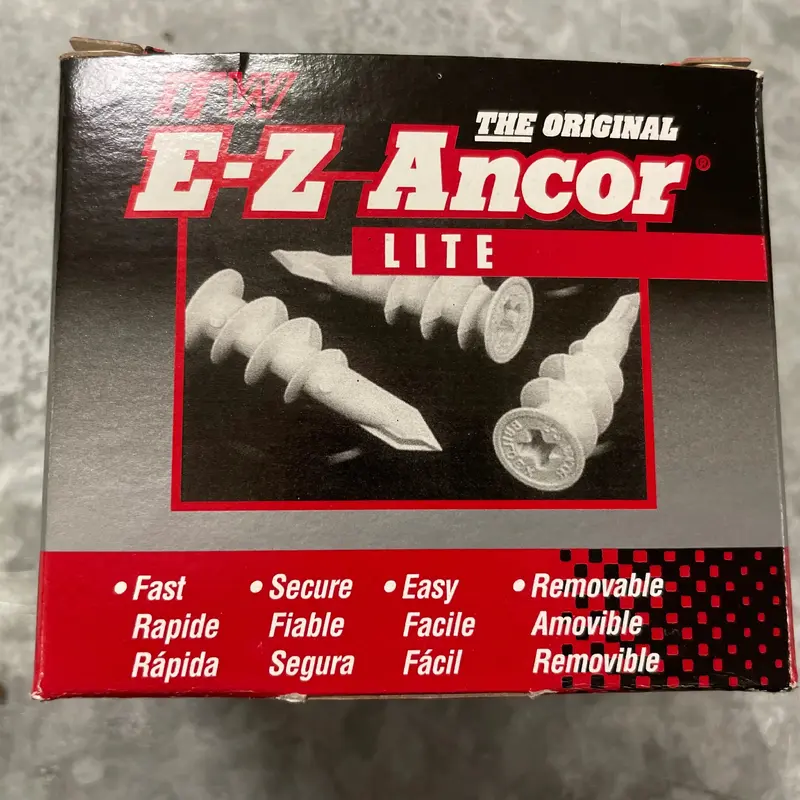 ITW
THE ORIGINAL
E-Z Ancor®
LITE
• Fast • Secure • Easy • Removable
Rapide Fiable Facile Amovible
Rápida Segura Fácil Removible